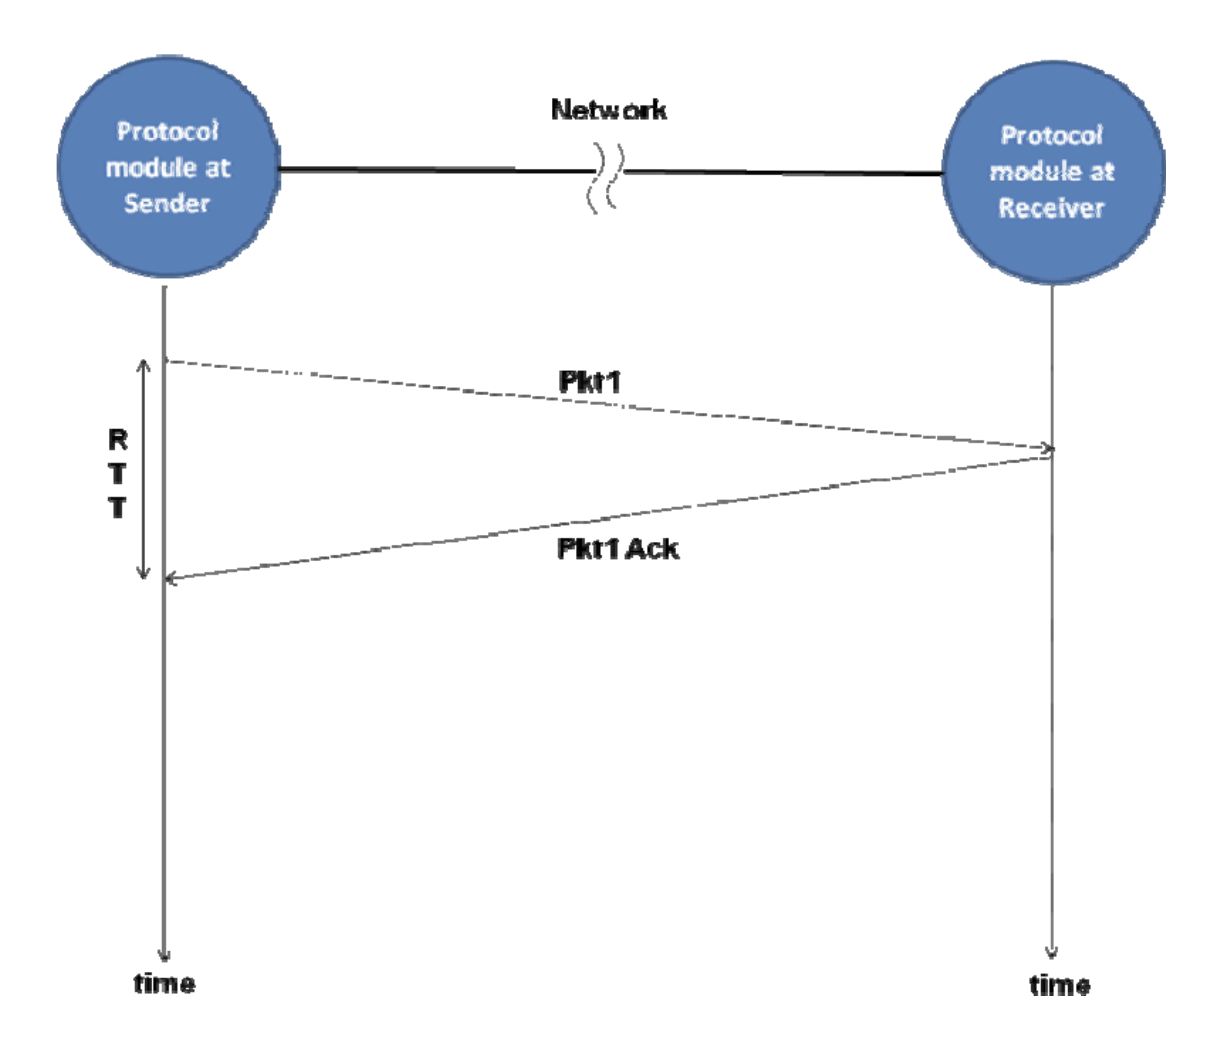 Network
Protocol
module at
Sender
Protocol
module at
Receiver
Pkt1
R
T
T
Pkt1 Ack
time
time